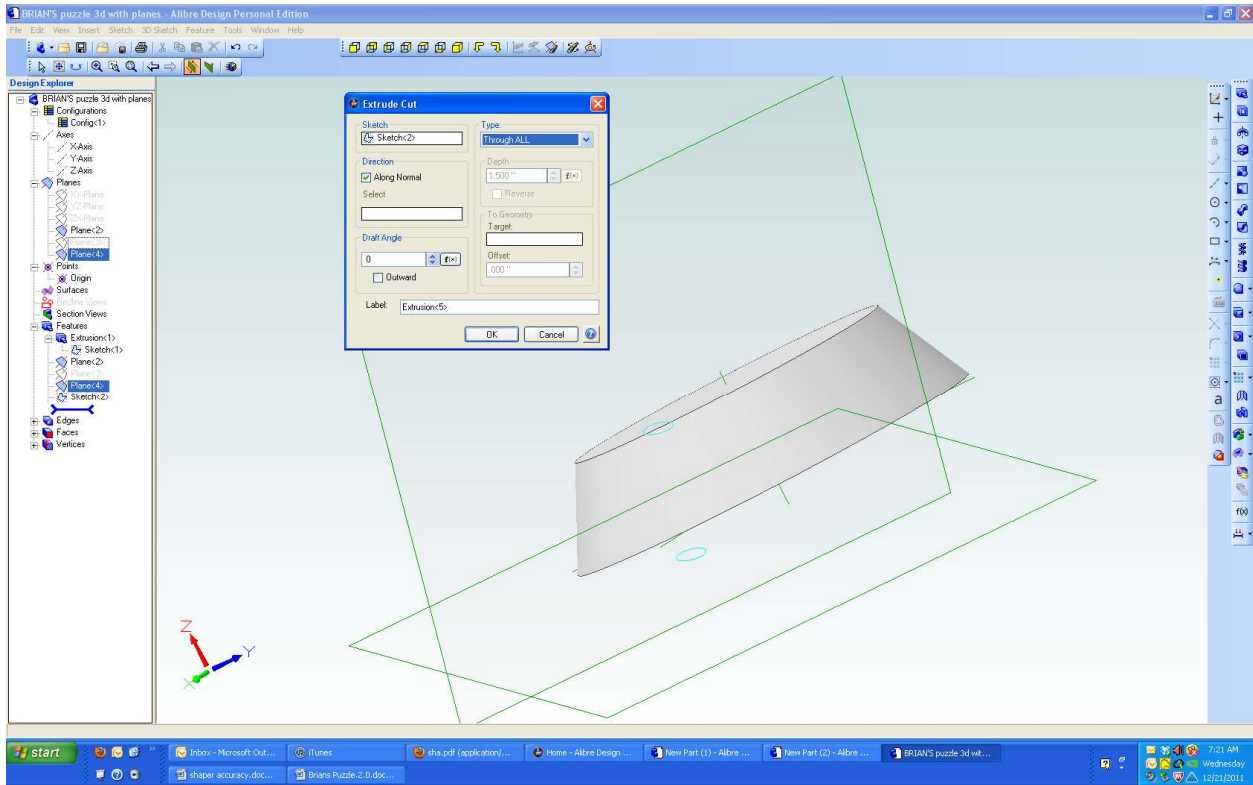 BRIAN'S puzzle 3d with planes - Alibre Design Personal Edition
File Edit View Insert Sketch 3D Sketch Feature Tools Window Help
Design Explorer
BRIAN'S puzzle 3d with planes
Configurations
Config<1>
Axes
X-Axis
Y-Axis
Z-Axis
Planes
XY-Plane
YZ-Plane
ZX-Plane
Plane<2>
Plane<3>
Plane<4>
Points
Origin
Surfaces
Redline Views
Section Views
Features
Extrusion<1>
Sketch<1>
Plane<2>
Plane<3>
Plane<4>
Sketch<2>
Edges
Faces
Vertices
Extrude Cut
Sketch
Sketch<2>
Type:
Through ALL
Direction
Along Normal
Select
Depth
1.500 "
f(x)
Reverse
To Geometry
Target:
Draft Angle
0
f(x)
Outward
Offset:
.000 "
Label: Extrusion<5>
OK Cancel
Z
Y
X
a
f(x)
start
Inbox - Microsoft Out...
iTunes
sha.pdf (application/...
Home - Alibre Design ...
New Part (1) - Alibre ...
New Part (2) - Alibre ...
BRIAN'S puzzle 3d wit...
shaper accuracy.doc...
Brians Puzzle.2.0.doc...
7:21 AM
Wednesday
12/21/2011